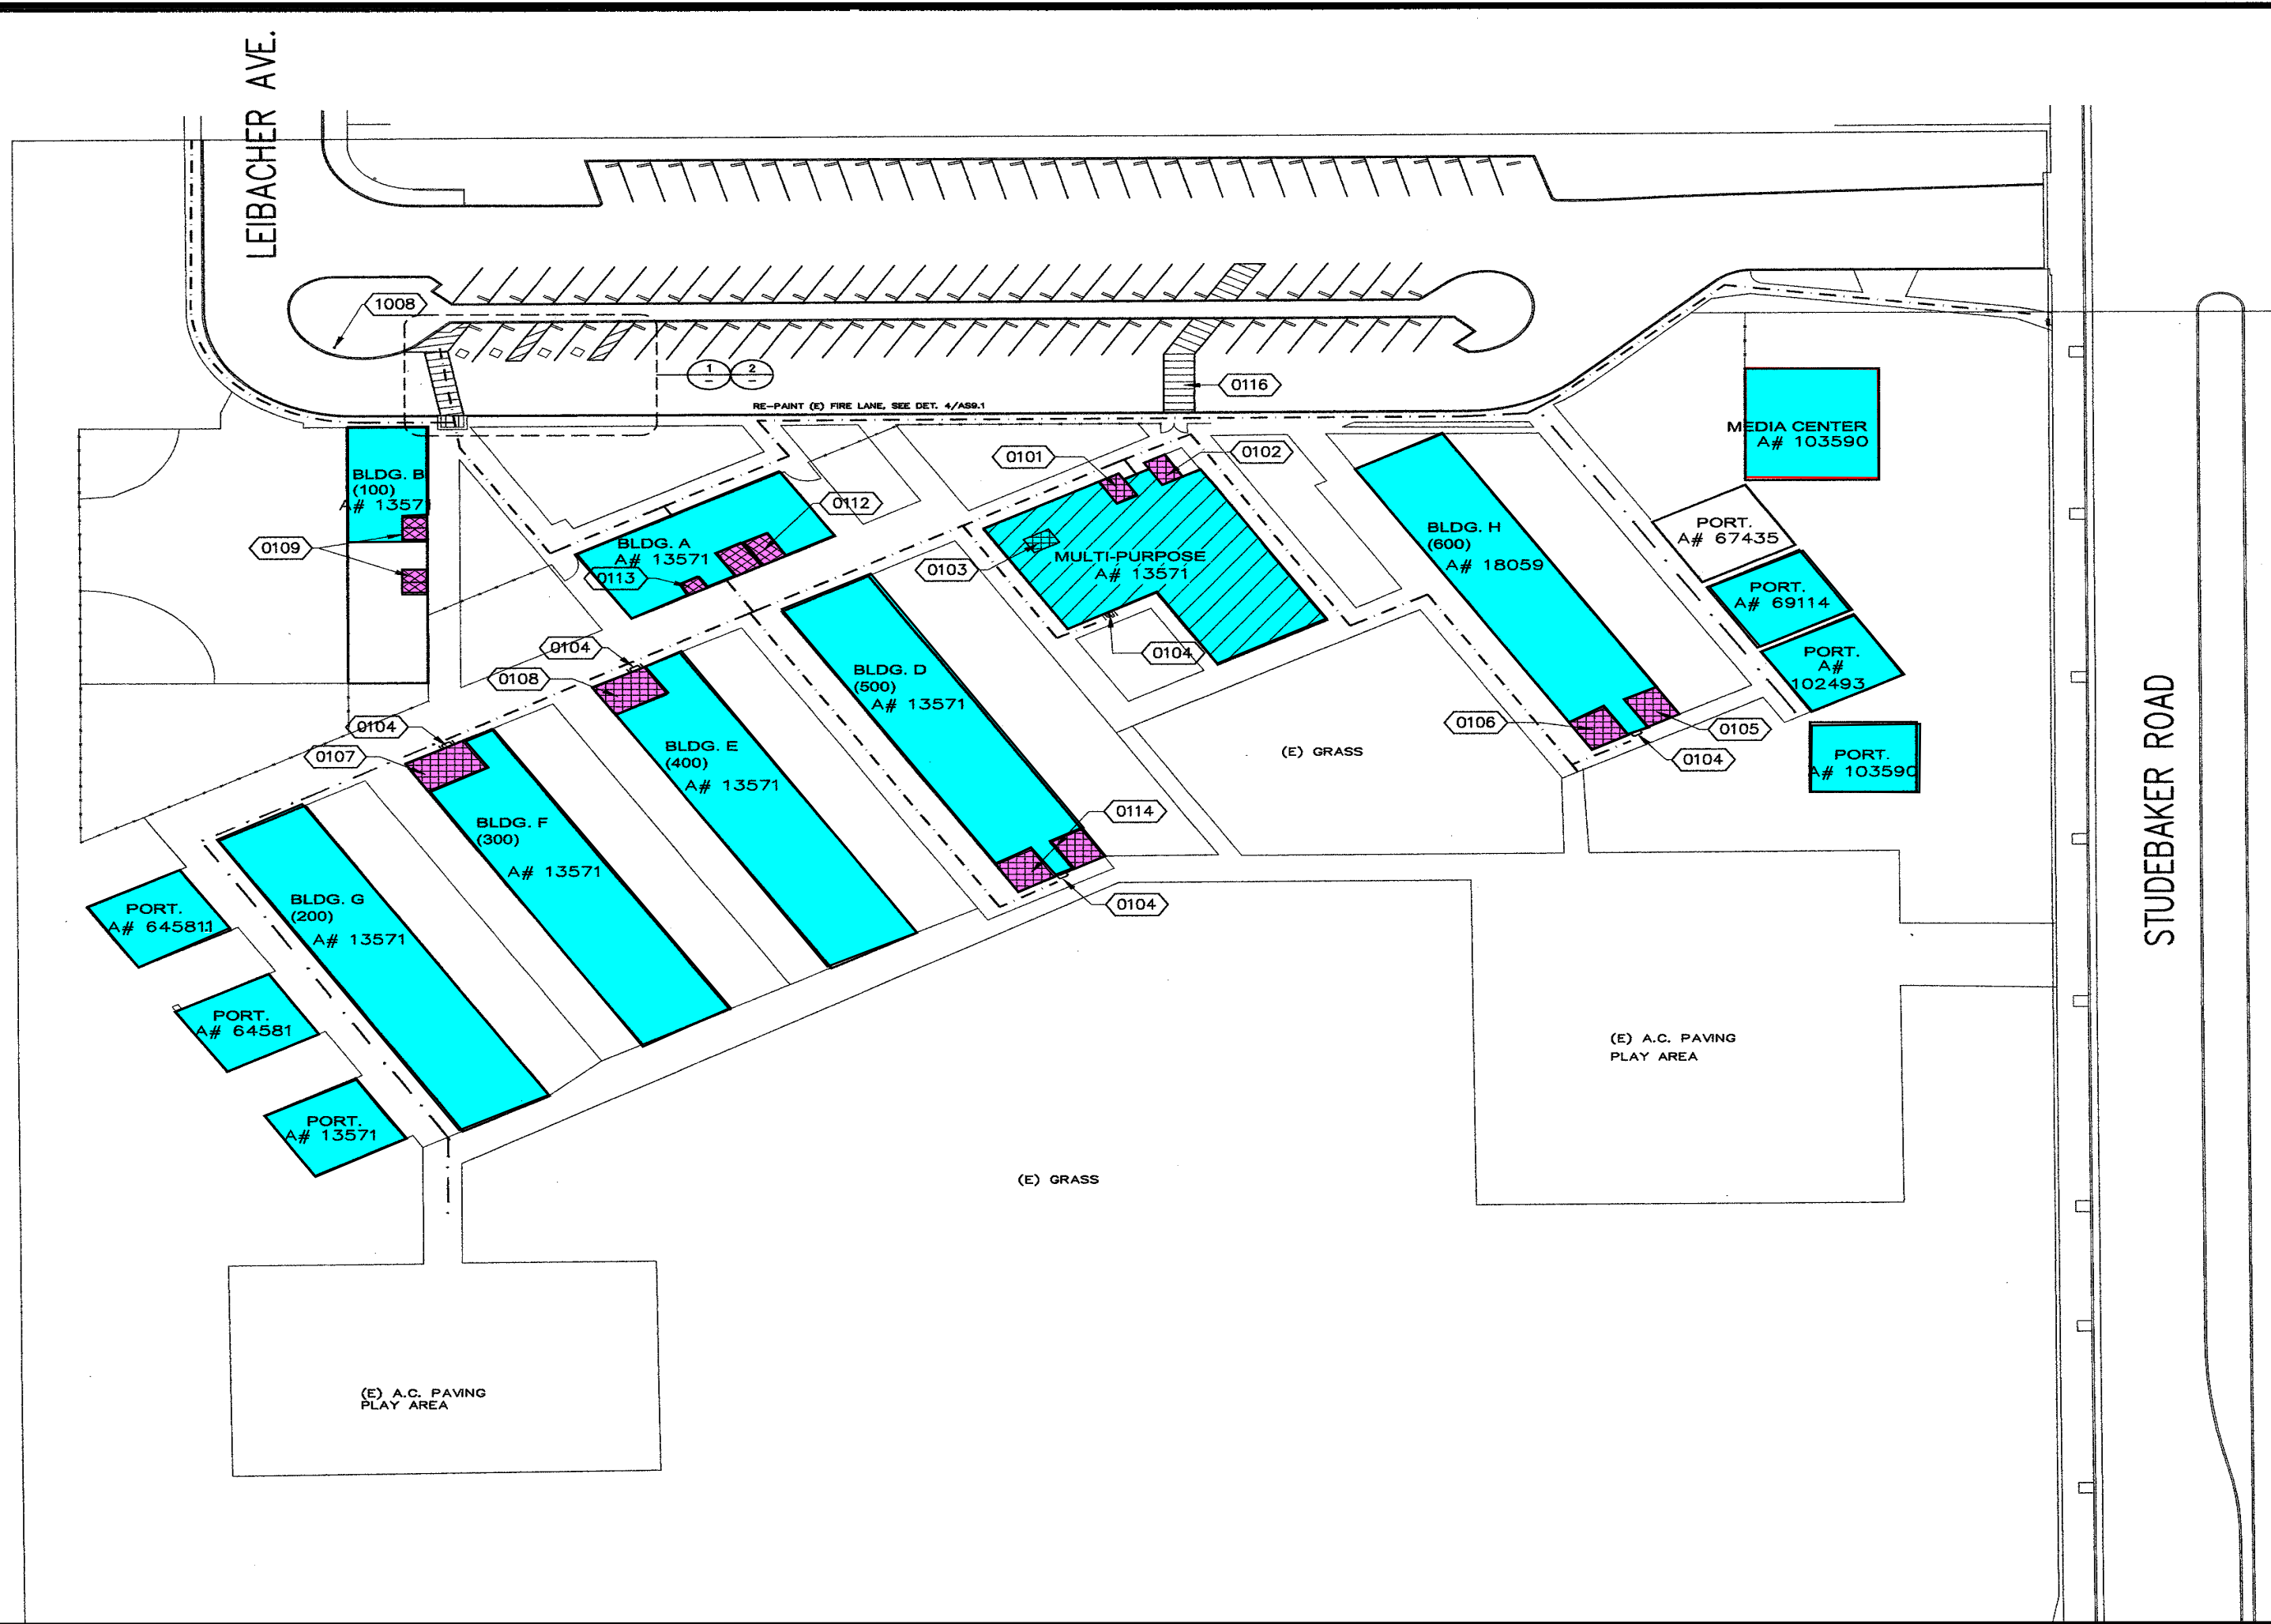 LEIBACHER AVE.
1008
1
–
2
–
0116
RE-PAINT (E) FIRE LANE, SEE DET. 4/AS9.1
MEDIA CENTER
A# 103590
BLDG. B
(100)
A# 13571
0109
BLDG. A
A# 13571
0112
0113
0101
0102
0103
MULTI-PURPOSE
A# 13571
0104
BLDG. H
(600)
A# 18059
PORT.
A# 67435
PORT.
A# 69114
PORT.
A#
102493
PORT.
A# 103590
0106
0105
0104
(E) GRASS
0104
0108
0104
0107
BLDG. D
(500)
A# 13571
0114
0104
BLDG. E
(400)
A# 13571
BLDG. F
(300)
A# 13571
BLDG. G
(200)
A# 13571
PORT.
A# 645811
PORT.
A# 64581
PORT.
A# 13571
STUDEBAKER ROAD
(E) A.C. PAVING
PLAY AREA
(E) GRASS
(E) A.C. PAVING
PLAY AREA